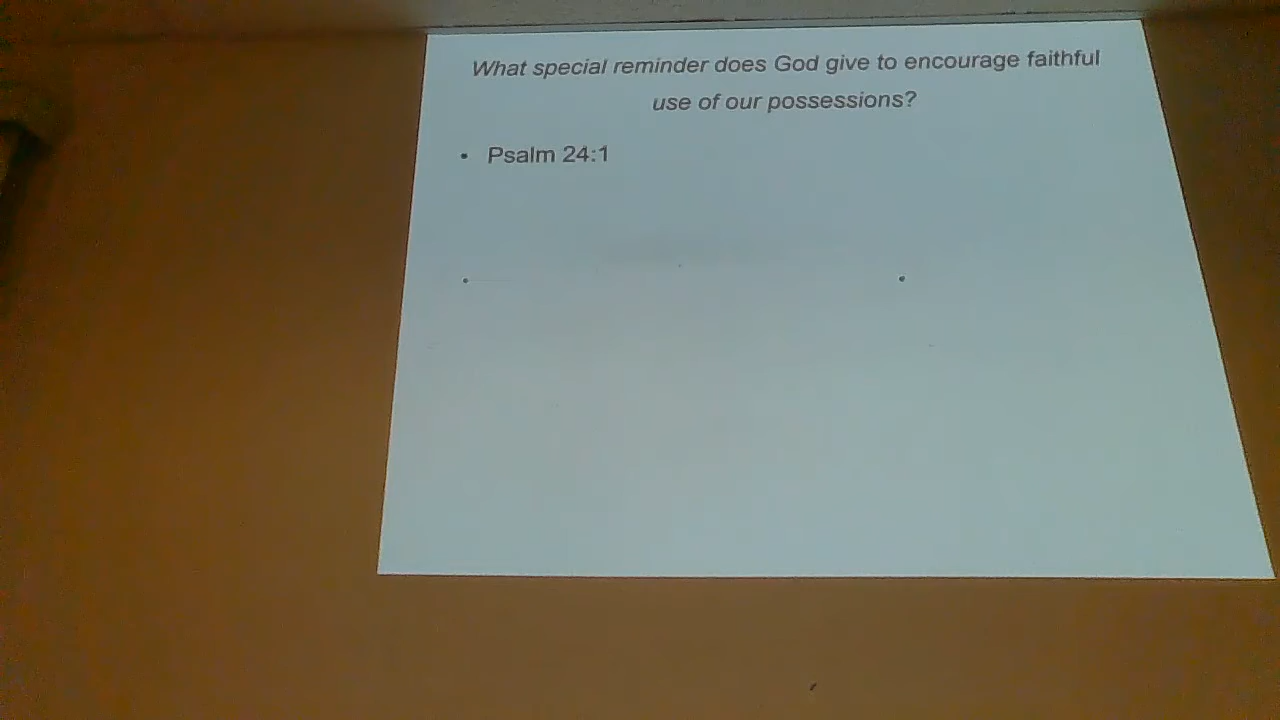 What special reminder does God give to encourage faithful
use of our possessions?
• Psalm 24:1